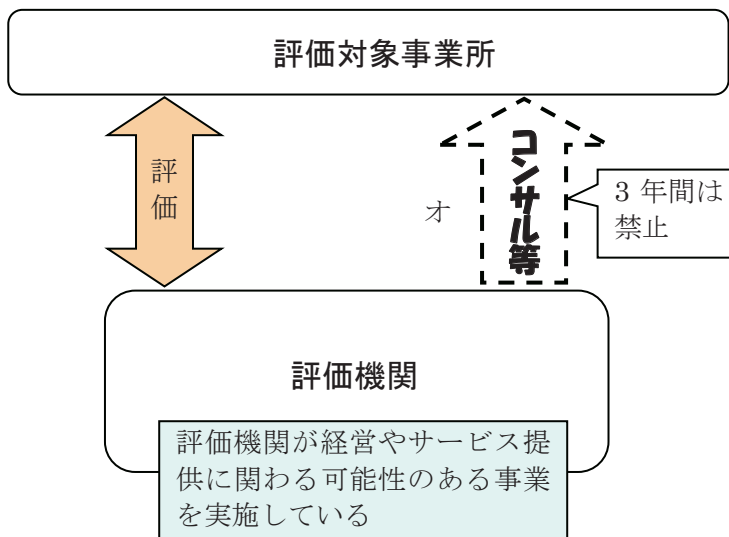 評価対象事業所
評価
オ
コンサル等
3 年間は
禁止
評価機関
評価機関が経営やサービス提
供に関わる可能性のある事業
を実施している